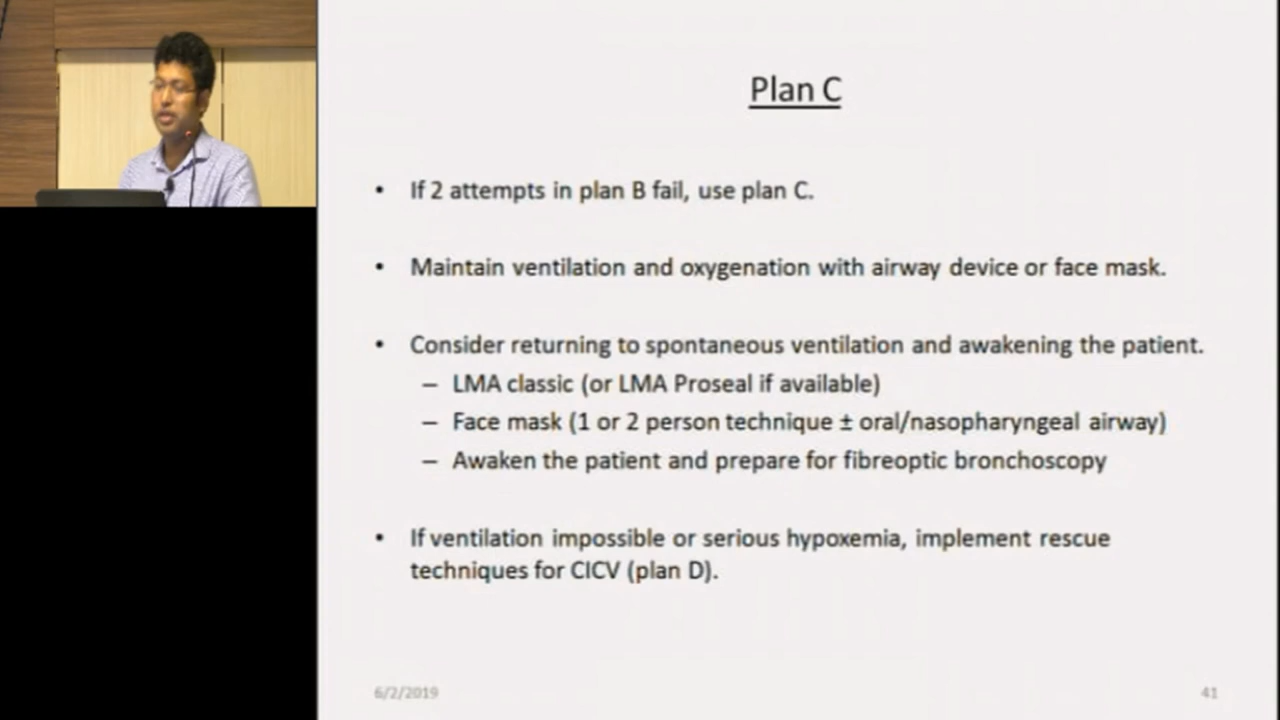 Plan C
• If 2 attempts in plan B fail, use plan C.
• Maintain ventilation and oxygenation with airway device or face mask.
• Consider returning to spontaneous ventilation and awakening the patient.
– LMA classic (or LMA Proseal if available)
– Face mask (1 or 2 person technique ± oral/nasopharyngeal airway)
– Awaken the patient and prepare for fibreoptic bronchoscopy
• If ventilation impossible or serious hypoxemia, implement rescue
techniques for CICV (plan D).
6/2/2019
41